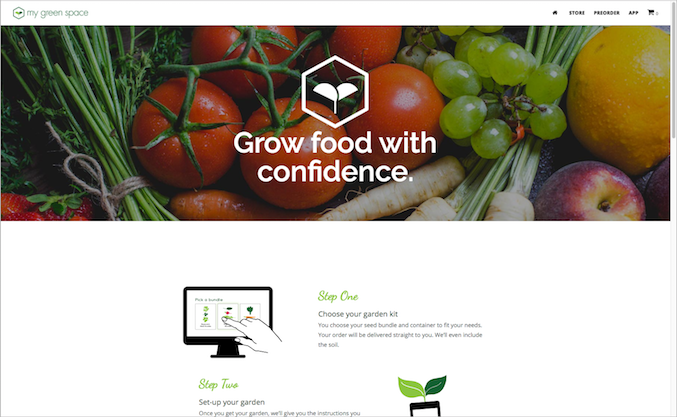 my green space
STORE PREORDER APP 0
Grow food with
confidence.
Pick a bundle
Step One
Choose your garden kit
You choose your seed bundle and container to fit your needs.
Your order will be delivered straight to you. We'll even include
the soil.
Step Two
Set-up your garden
Once you get your garden, we'll give you the instructions you